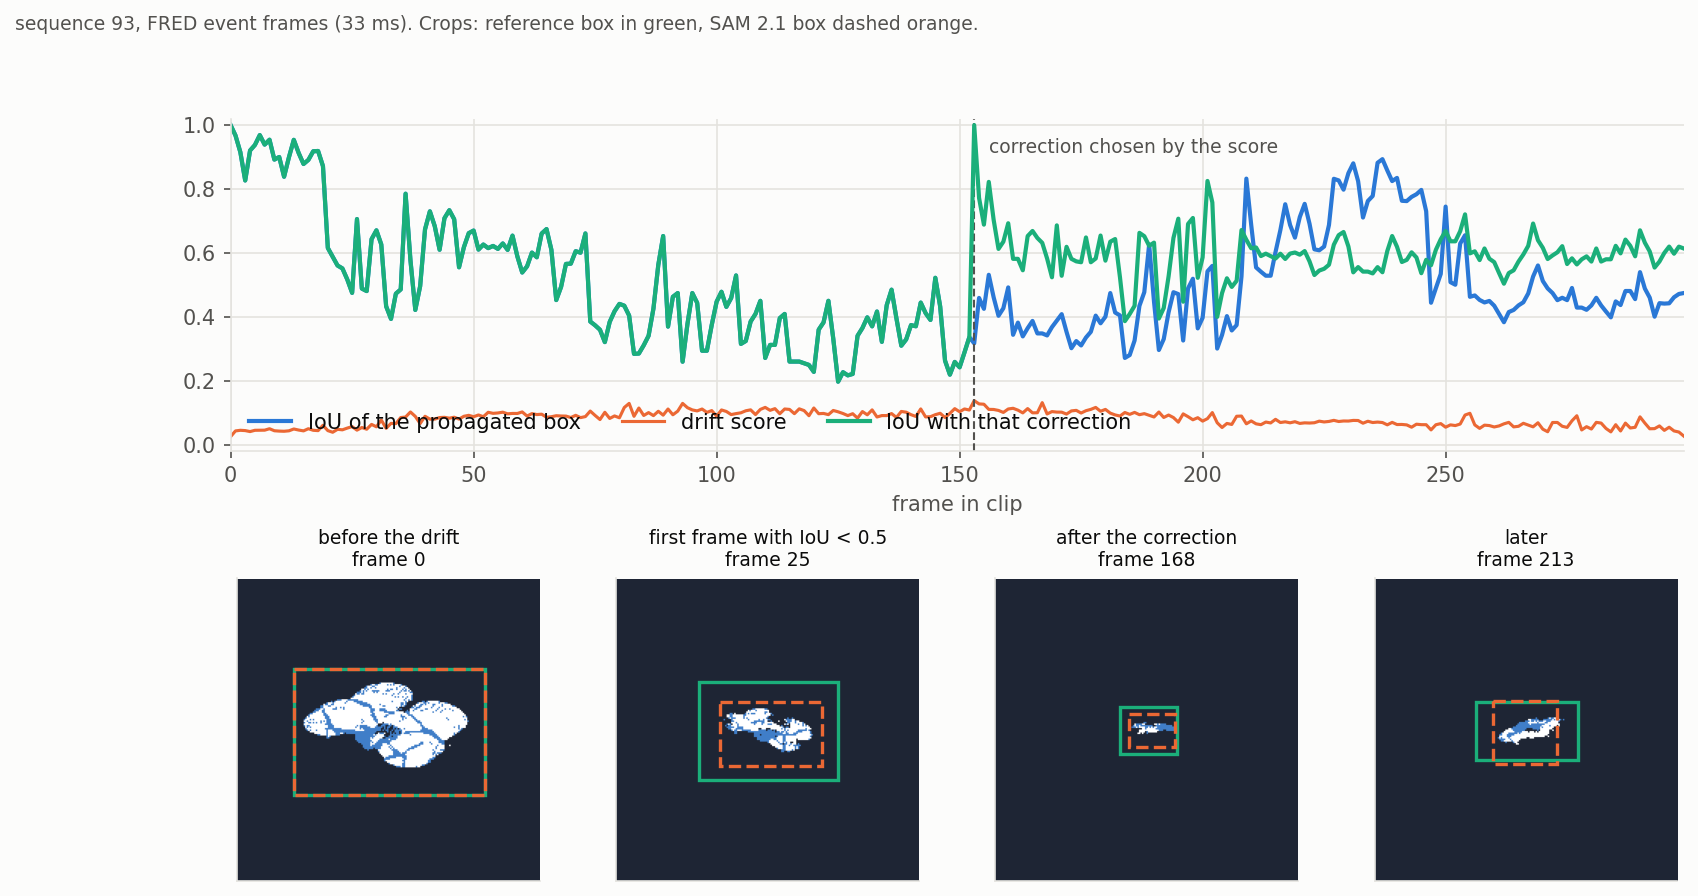 sequence 93, FRED event frames (33 ms). Crops: reference box in green, SAM 2.1 box dashed orange.
1.0
0.8
0.6
0.4
0.2
0.0
correction chosen by the score
IoU of the propagated box
drift score
IoU with that correction
0
50
100
150
200
250
frame in clip
before the drift
frame 0
first frame with IoU < 0.5
frame 25
after the correction
frame 168
later
frame 213